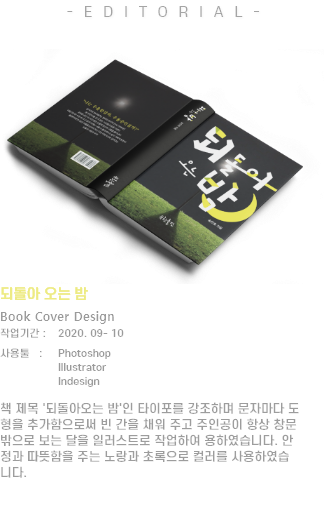 - E D I T O R I A L -
되돌아 오는 밤
되돌아 오는 밤
Book Cover Design
작업기간 : 2020. 09- 10
사용툴 : Photoshop
Illustrator
Indesign
책 제목 '되돌아오는 밤'인 타이포를 강조하며 문자마다 도
형을 추가함으로써 빈 간을 채워 주고 주인공이 항상 창문
밖으로 보는 달을 일러스트로 작업하여 용하였습니다. 안
정과 따뜻함을 주는 노랑과 초록으로 컬러를 사용하였습
니다.